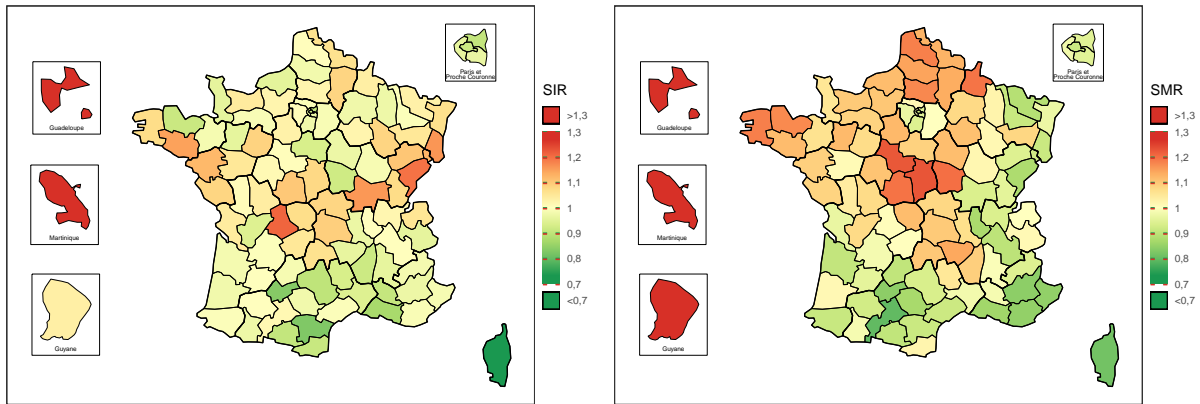 Guadeloupe
Martinique
Guyane
Paris et
Proche Couronne
SIR
>1,3
1,3
1,2
1,1
1
0,9
0,8
0,7
<0,7
Guadeloupe
Martinique
Guyane
Paris et
Proche Couronne
SMR
>1,3
1,3
1,2
1,1
1
0,9
0,8
0,7
<0,7